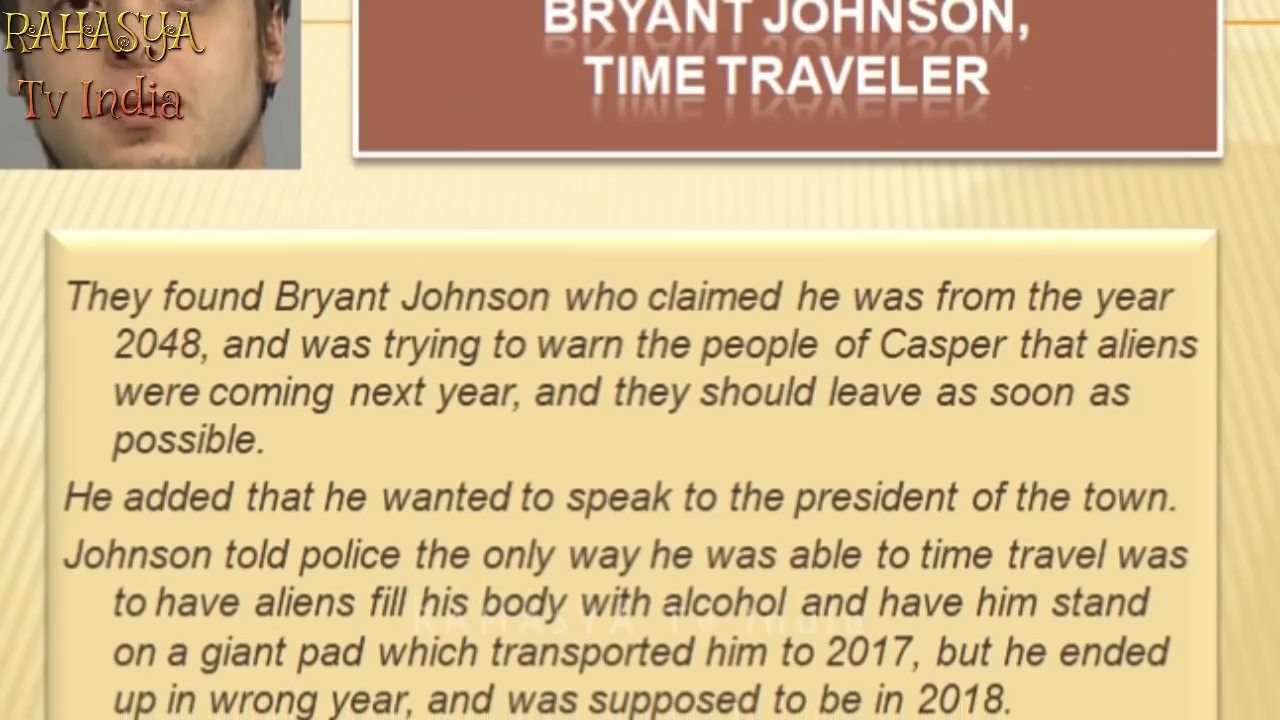 RAHASYA
Tv India
BRYANT JOHNSON,
TIME TRAVELER
They found Bryant Johnson who claimed he was from the year
2048, and was trying to warn the people of Casper that aliens
were coming next year, and they should leave as soon as
possible.
He added that he wanted to speak to the president of the town.
Johnson told police the only way he was able to time travel was
to have aliens fill his body with alcohol and have him stand
RAHASYA Tv India
on a giant pad which transported him to 2017, but he ended
up in wrong year, and was supposed to be in 2018.